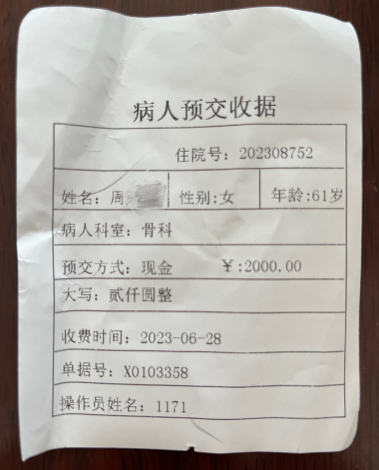 病人预交收据
住院号：202308752
姓名：周 性别:女 年龄:61岁
病人科室：骨科
预交方式：现金 ￥:2000.00
大写：贰仟圆整
收费时间：2023-06-28
单据号：X0103358
操作员姓名：1171